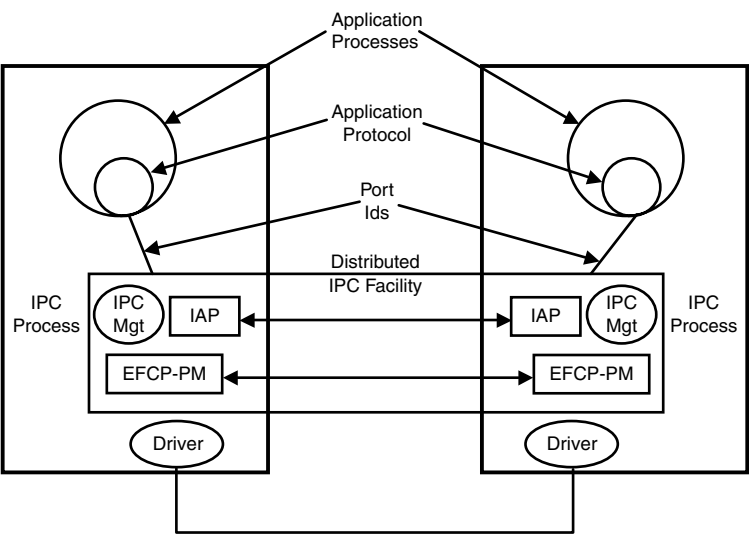 Application
Processes
Application
Protocol
Port
Ids
Distributed
IPC Facility
IPC
Process
IPC
Mgt
IAP
IAP
IPC
Mgt
IPC
Process
EFCP-PM
EFCP-PM
Driver
Driver